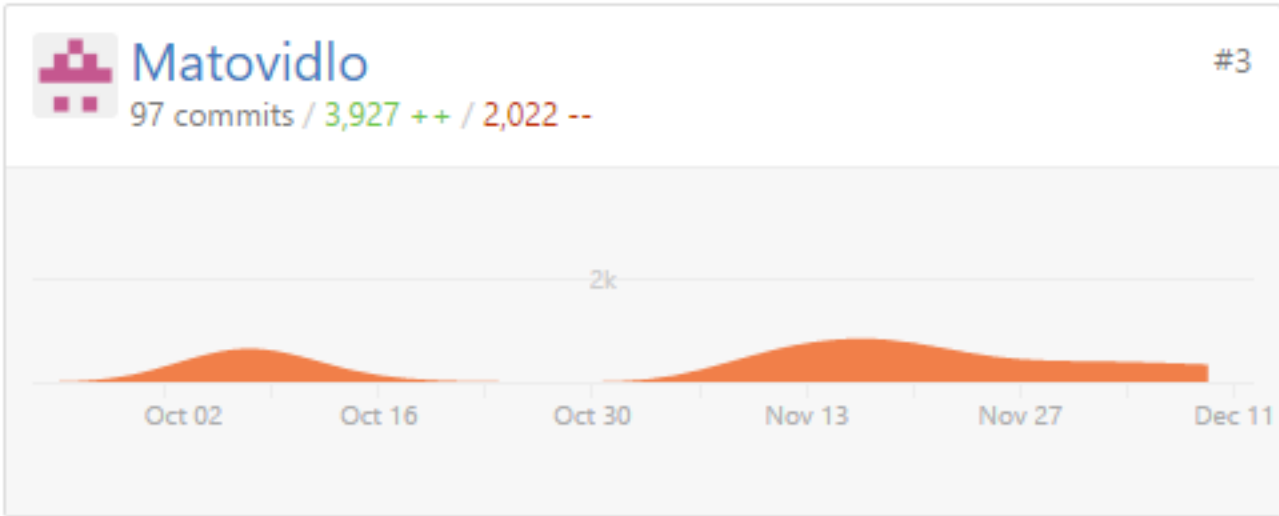 Matovidlo
#3
97 commits / 3,927 ++ / 2,022 --
2k
Oct 02 Oct 16 Oct 30 Nov 13 Nov 27 Dec 11